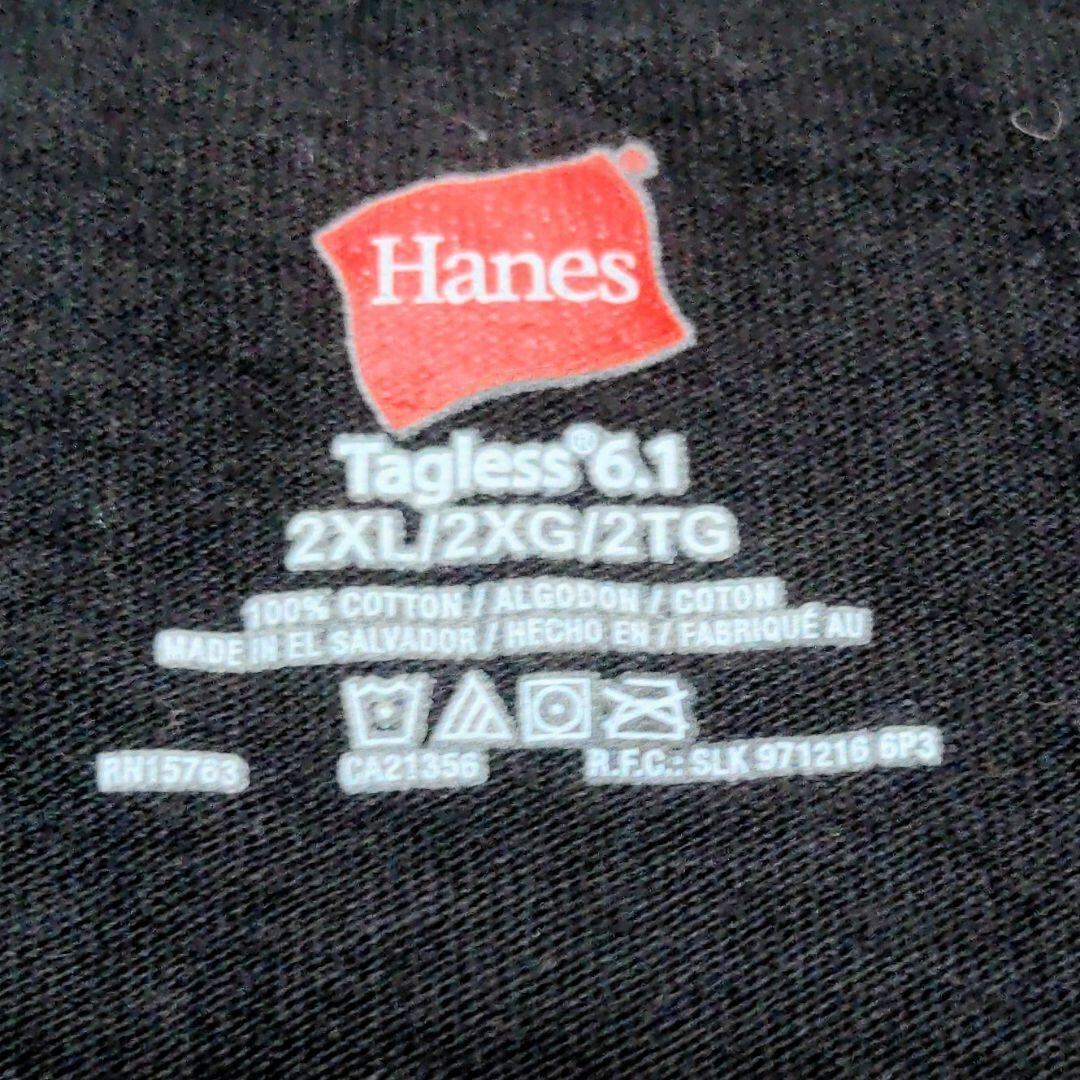 Hanes
Tagless® 6.1
2XL/2XG/2TG
100% COTTON / ALGODON / COTON
MADE IN EL SALVADOR / HECHO EN / FABRIQUÉ AU
RN15763 CA21356 R.F.C.: SLK 971216 6P3